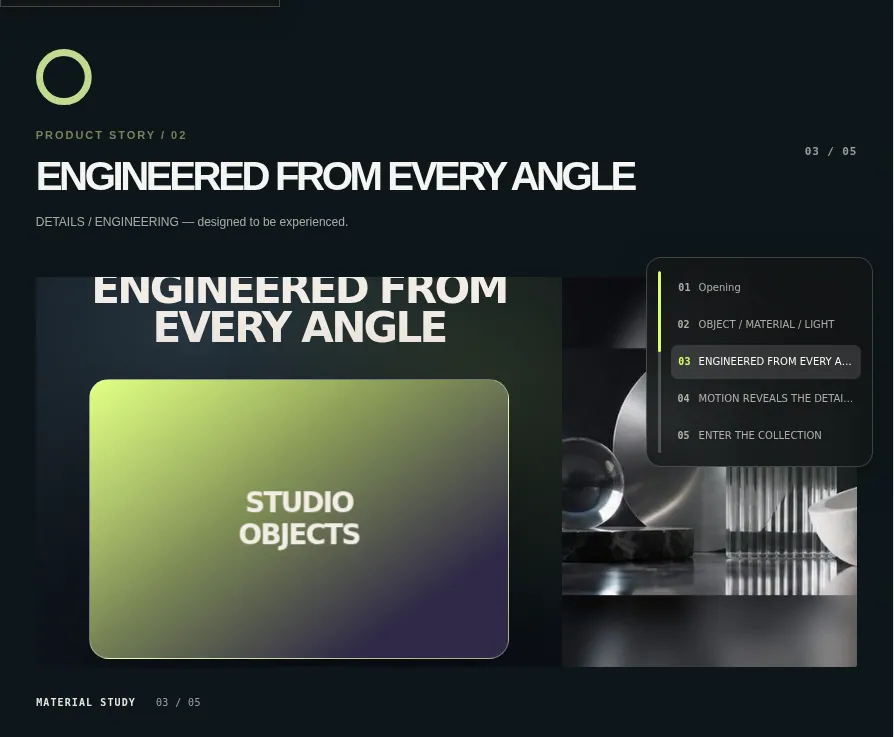 PRODUCT STORY / 02
03 / 05
ENGINEERED FROM EVERY ANGLE
DETAILS / ENGINEERING — designed to be experienced.
ENGINEERED FROM
EVERY ANGLE
STUDIO
OBJECTS
01 Opening
02 OBJECT / MATERIAL / LIGHT
03 ENGINEERED FROM EVERY A...
04 MOTION REVEALS THE DETAI...
05 ENTER THE COLLECTION
MATERIAL STUDY 03 / 05